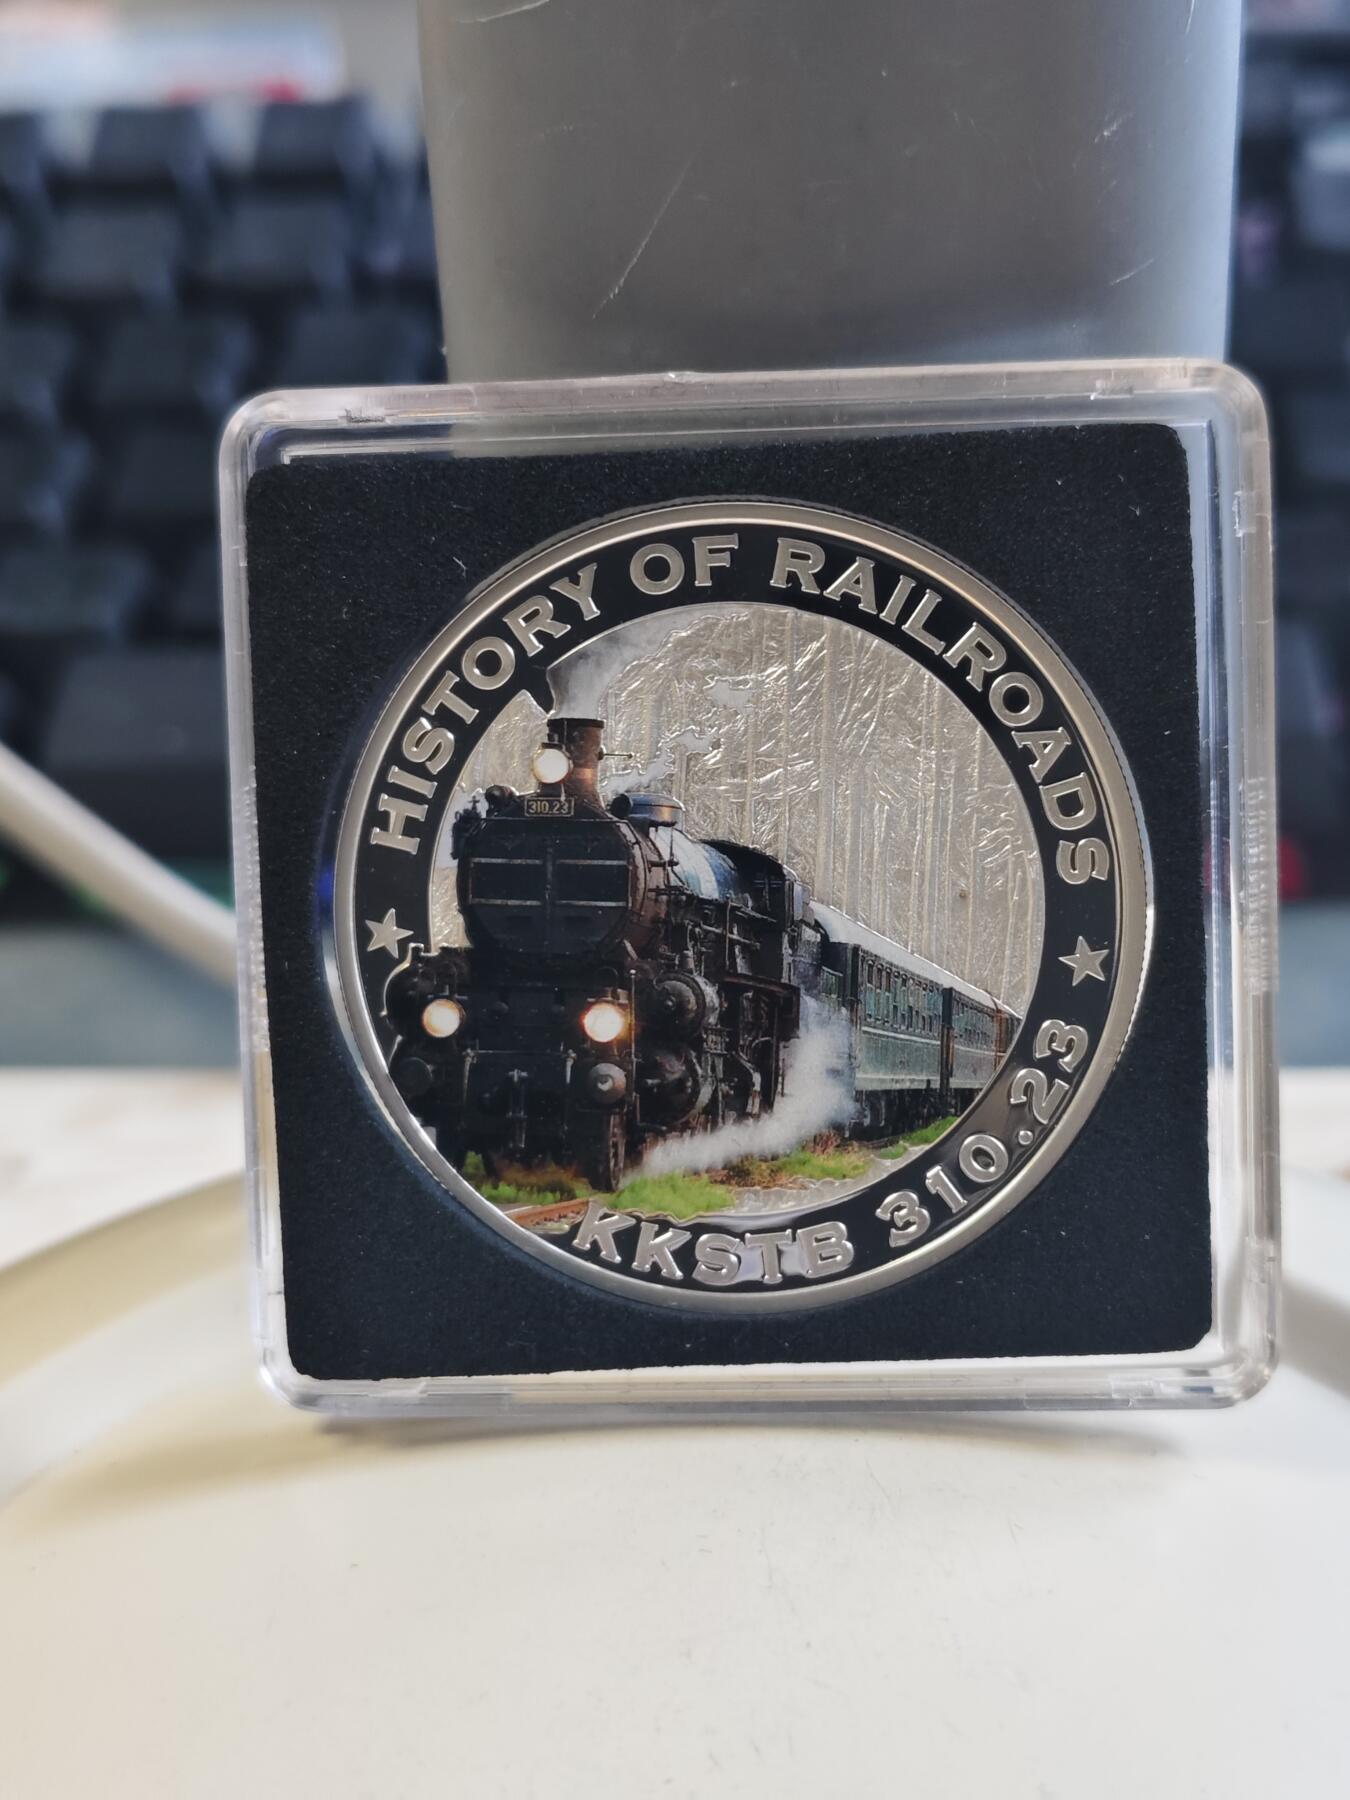 HISTORY OF RAILROADS
310.23
KKSTB 310.23